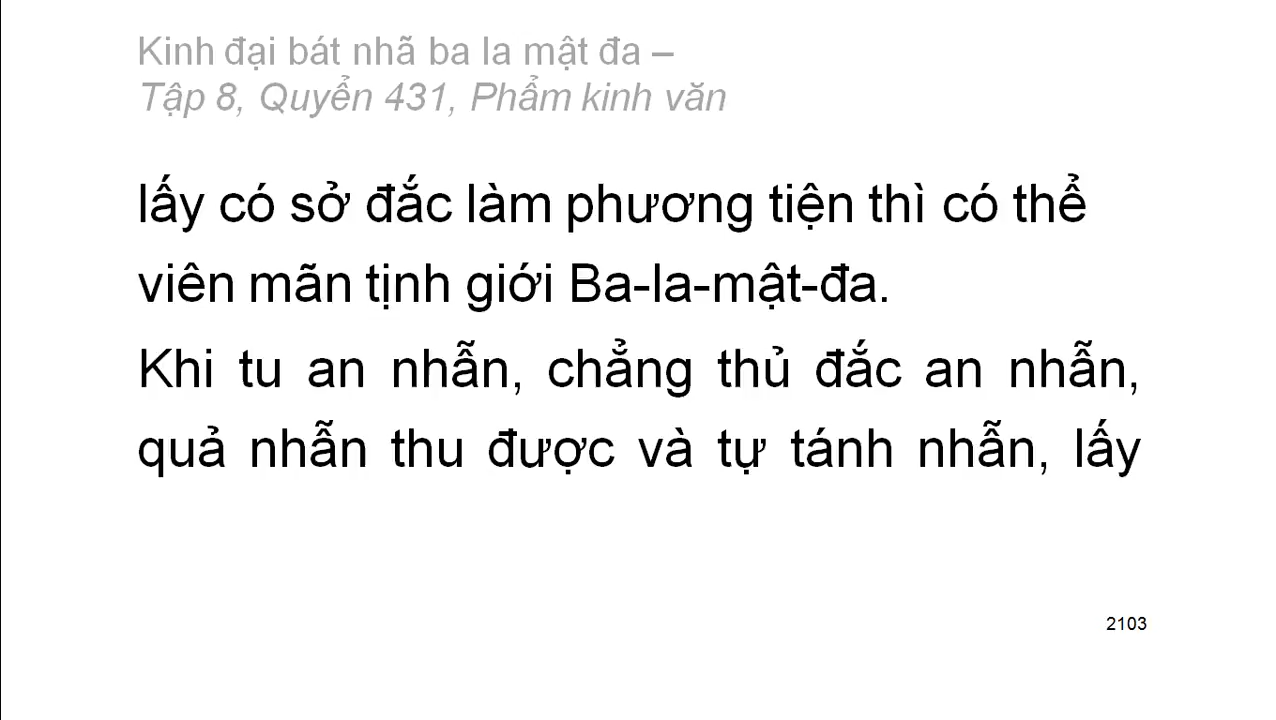 Kinh đại bát nhã ba la mật đa –
Tập 8, Quyển 431, Phẩm kinh văn
lấy có sở đắc làm phương tiện thì có thể
viên mãn tịnh giới Ba-la-mật-đa.
Khi tu an nhẫn, chẳng thủ đắc an nhẫn,
quả nhẫn thu được và tự tánh nhẫn, lấy
2103